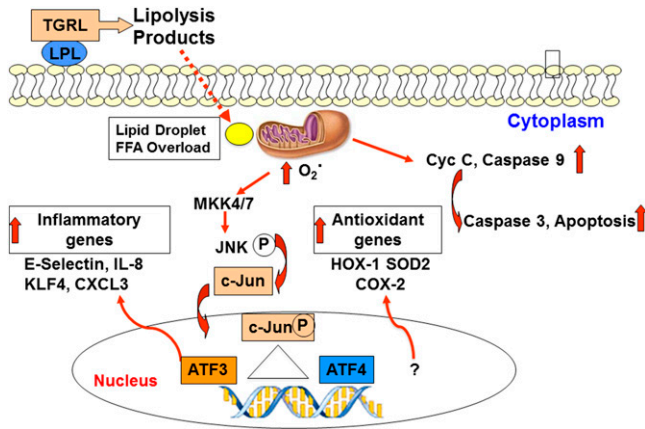 TGRL
LPL
Lipolysis
Products
Lipid Droplet
FFA Overload
Cytoplasm
O2·
Cyc C, Caspase 9
Caspase 3, Apoptosis
MKK4/7
JNK P
c-Jun
Inflammatory
genes
E-Selectin, IL-8
KLF4, CXCL3
Antioxidant
genes
HOX-1 SOD2
COX-2
c-Jun P
ATF3
ATF4
?
Nucleus